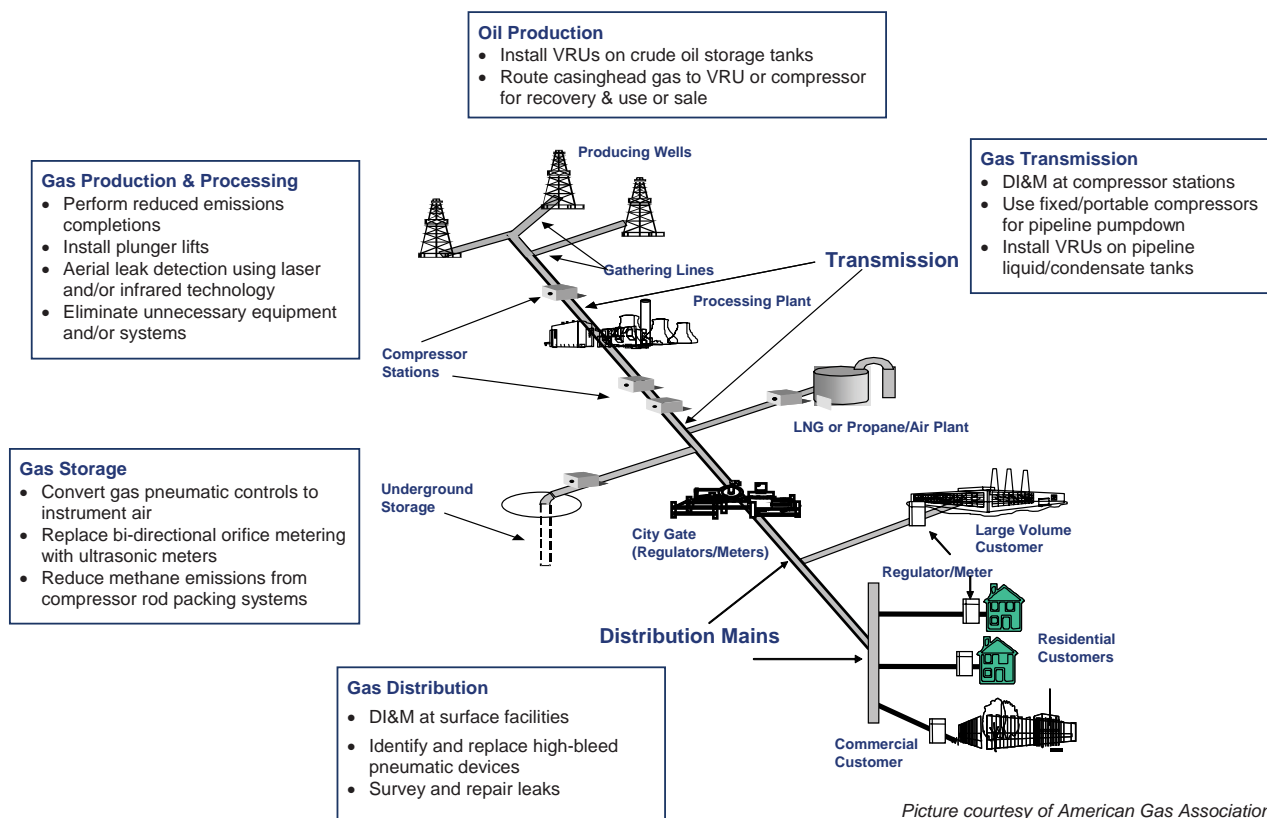 Oil Production
• Install VRUs on crude oil storage tanks
• Route casinghead gas to VRU or compressor
for recovery & use or sale
Producing Wells
Gas Production & Processing
• Perform reduced emissions
completions
• Install plunger lifts
• Aerial leak detection using laser
and/or infrared technology
• Eliminate unnecessary equipment
and/or systems
Gas Transmission
• DI&M at compressor stations
• Use fixed/portable compressors
for pipeline pumpdown
• Install VRUs on pipeline
liquid/condensate tanks
Gathering Lines
Transmission
Processing Plant
Compressor
Stations
LNG or Propane/Air Plant
Gas Storage
• Convert gas pneumatic controls to
instrument air
• Replace bi-directional orifice metering
with ultrasonic meters
• Reduce methane emissions from
compressor rod packing systems
Underground
Storage
City Gate
(Regulators/Meters)
Large Volume
Customer
Regulator/Meter
Distribution Mains
Residential
Customers
Gas Distribution
• DI&M at surface facilities
• Identify and replace high-bleed
pneumatic devices
• Survey and repair leaks
Commercial
Customer
Picture courtesy of American Gas Association